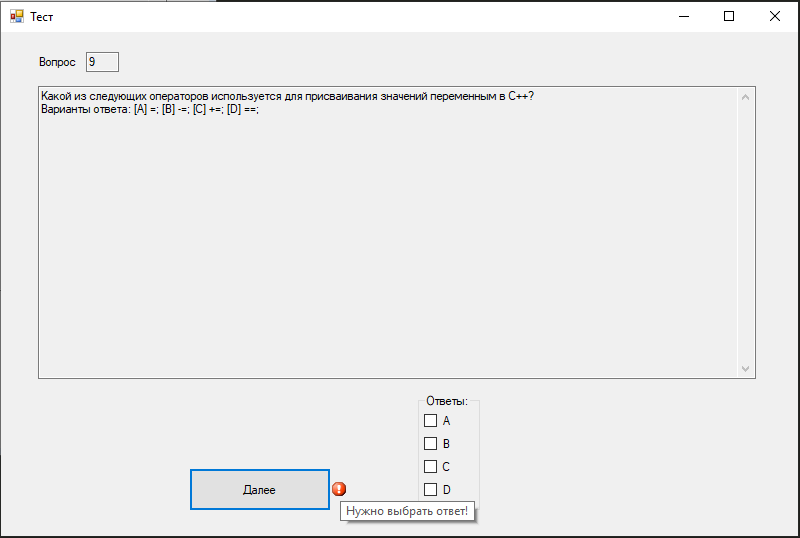 Тест
Вопрос 9
Какой из следующих операторов используется для присваивания значений переменным в C++?
Варианты ответа: [A] =; [B] -=; [C] +=; [D] ==;
Ответы:
A
B
C
D
Далее
Нужно выбрать ответ!